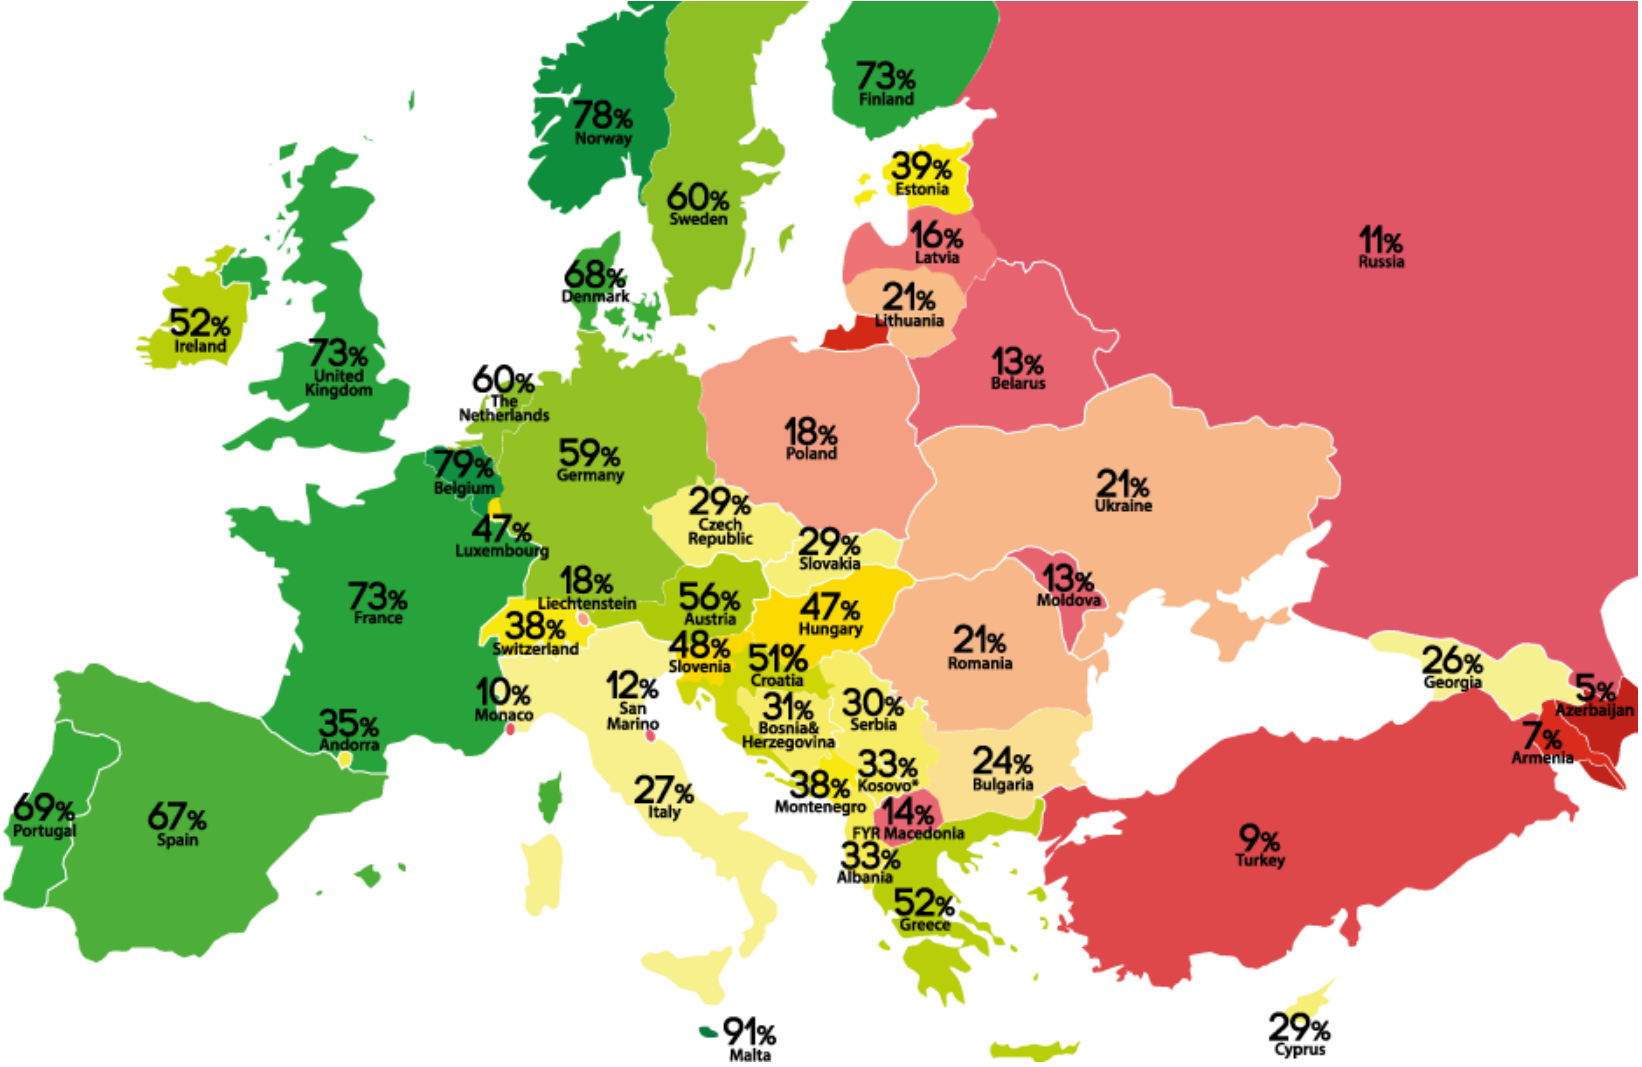 73%
Finland
78%
Norway
39%
Estonia
60%
Sweden
16%
Latvia
11%
Russia
68%
Denmark
21%
Lithuania
52%
Ireland
73%
United
Kingdom
13%
Belarus
60%
The
Netherlands
18%
Poland
59%
Germany
79%
Belgium
21%
Ukraine
29%
Czech
Republic
47%
Luxembourg
29%
Slovakia
18%
Liechtenstein
13%
Moldova
73%
France
56%
Austria
47%
Hungary
38%
Switzerland
48%
Slovenia
51%
Croatia
21%
Romania
26%
Georgia
10%
Monaco
12%
San
Marino
31%
Bosnia&
Herzegovina
30%
Serbia
5%
Azerbaijan
35%
Andorra
7%
Armenia
33%
Kosovo*
24%
Bulgaria
38%
Montenegro
27%
Italy
69%
Portugal
67%
Spain
14%
FYR Macedonia
9%
Turkey
33%
Albania
52%
Greece
91%
Malta
29%
Cyprus